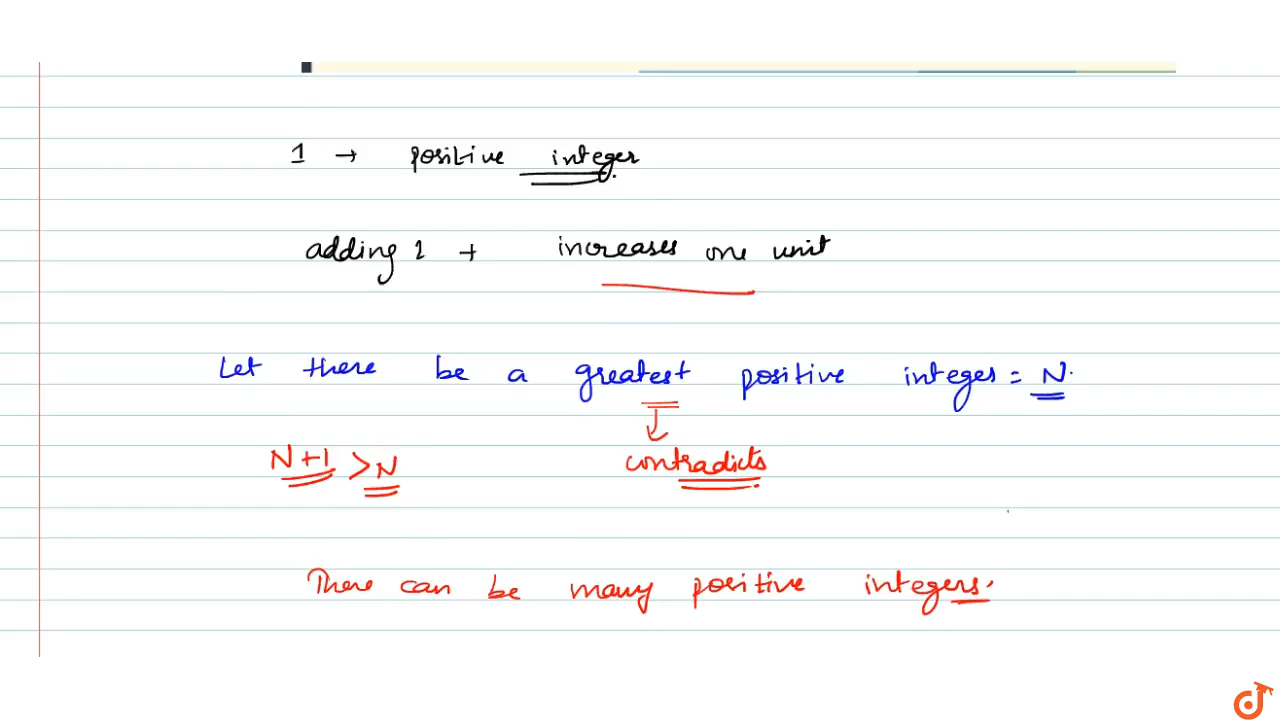 1 → positive integer.
adding 1 + increases one unit
Let there be a greatest positive integer = N.
N+1 > N contradicts
There can be many positive integers.